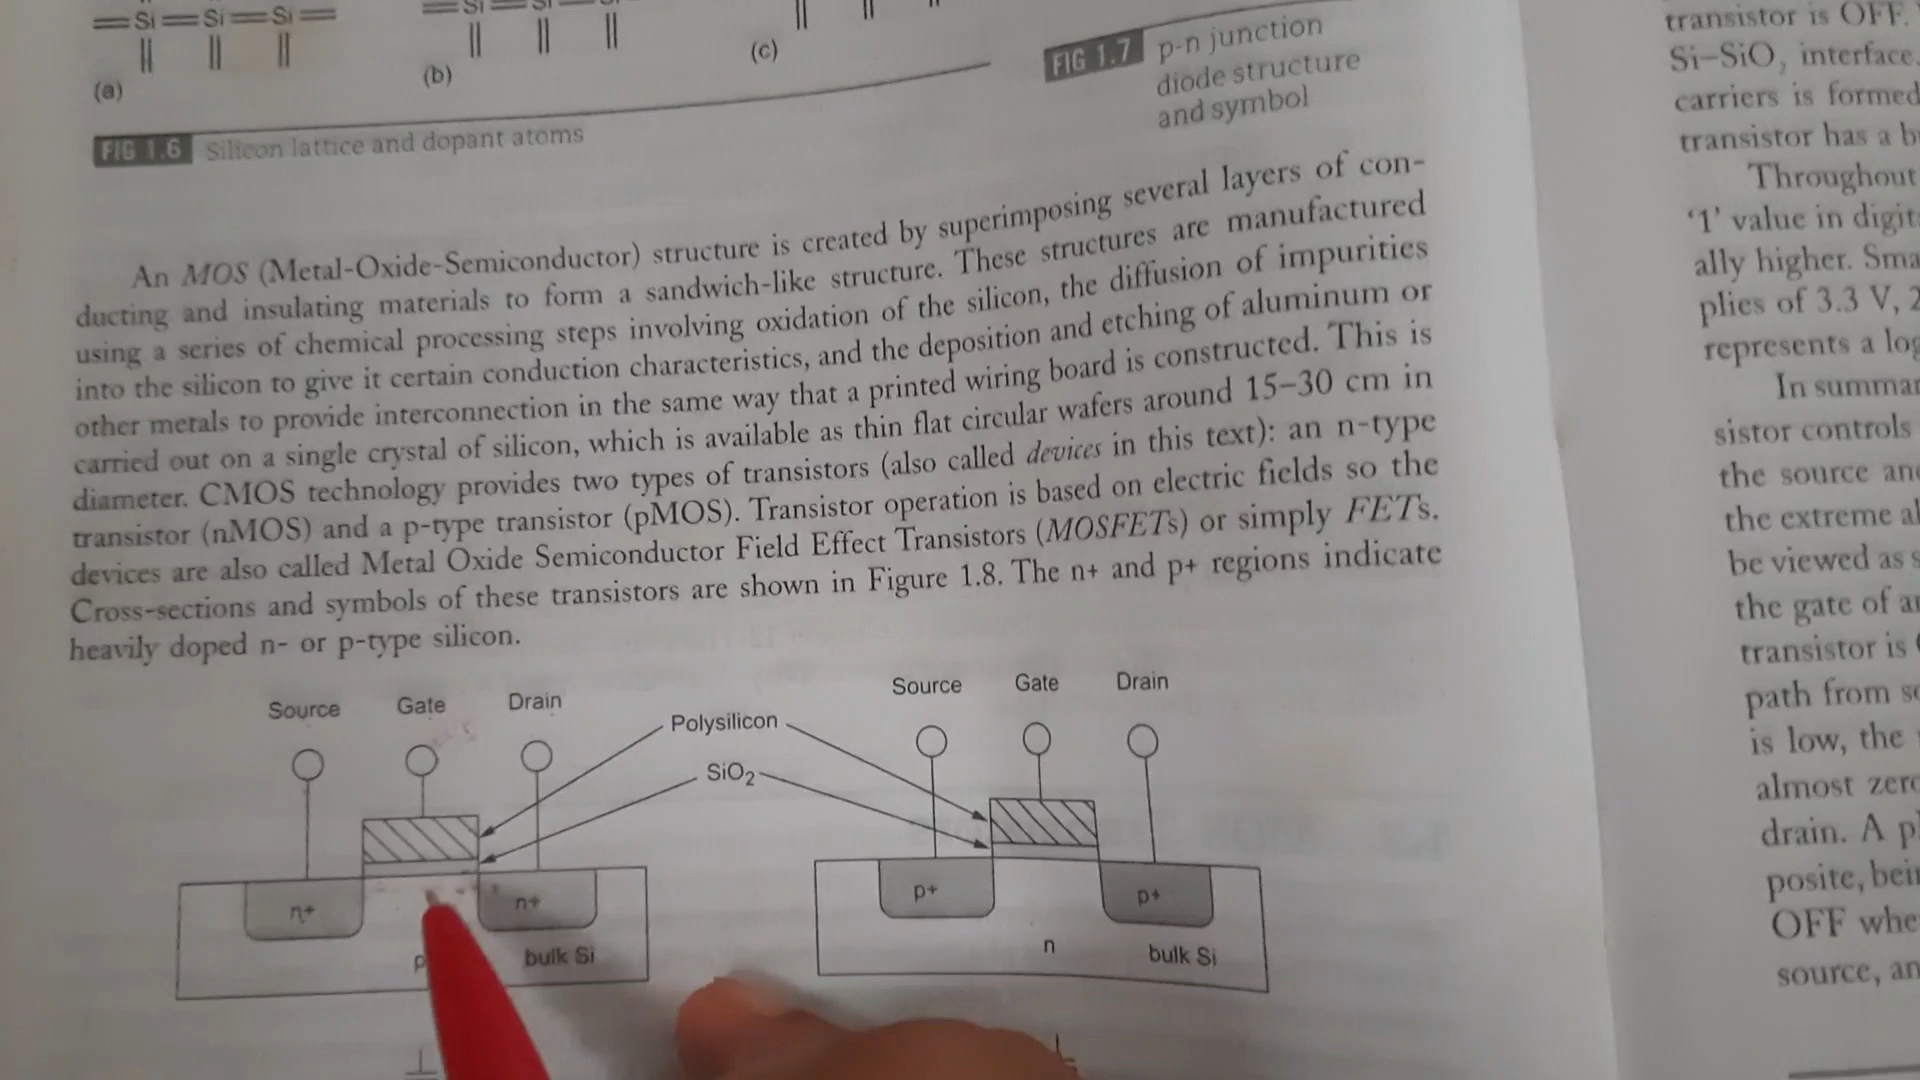 Si Si Si
Si Si
(a)
(b)
(c)
FIG 1.6 Silicon lattice and dopant atoms
FIG 1.7 p-n junction
diode structure
and symbol
An MOS (Metal-Oxide-Semiconductor) structure is created by superimposing several layers of con-
ducting and insulating materials to form a sandwich-like structure. These structures are manufactured
using a series of chemical processing steps involving oxidation of the silicon, the diffusion of impurities
into the silicon to give it certain conduction characteristics, and the deposition and etching of aluminum or
other metals to provide interconnection in the same way that a printed wiring board is constructed. This is
carried out on a single crystal of silicon, which is available as thin flat circular wafers around 15–30 cm in
diameter. CMOS technology provides two types of transistors (also called devices in this text): an n-type
transistor (nMOS) and a p-type transistor (pMOS). Transistor operation is based on electric fields so the
devices are also called Metal Oxide Semiconductor Field Effect Transistors (MOSFETs) or simply FETs.
Cross-sections and symbols of these transistors are shown in Figure 1.8. The n+ and p+ regions indicate
heavily doped n- or p-type silicon.
Source Gate Drain
Polysilicon
SiO2
n+ n+
p bulk Si
Source Gate Drain
p+ p+
n bulk Si
transistor is OFF.
Si–SiO2 interface.
carriers is formed
transistor has a
Throughout
‘1’ value in
ally higher.
plies of 3.3 V,
represents a
In
sistor controls
the source
the extreme
be viewed as
the gate of
transistor is
path from
is low, the
almost
drain. A
posite,
OFF
source,